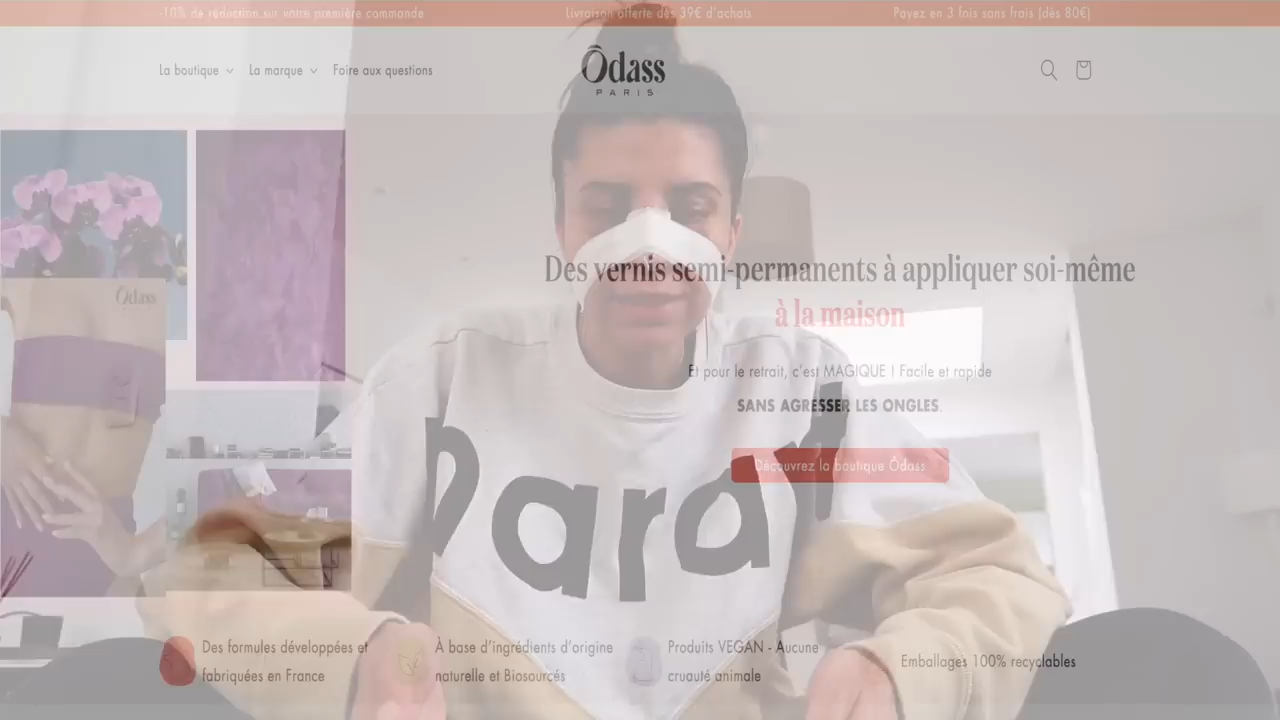 -10% de réduction sur votre première commande
Livraison offerte dès 39€ d'achats
Payez en 3 fois sans frais (dès 80€)
La boutique
La marque
Foire aux questions
Ôdass
PARIS
Ôdass
Des vernis semi-permanents à appliquer soi-même
à la maison
Et pour le retrait, c'est MAGIQUE ! Facile et rapide
SANS AGRESSER LES ONGLES.
Découvrez la boutique Ôdass
Des formules développées et
fabriquées en France
À base d'ingrédients d'origine
naturelle et Biosourcés
Produits VEGAN - Aucune
cruauté animale
Emballages 100% recyclables